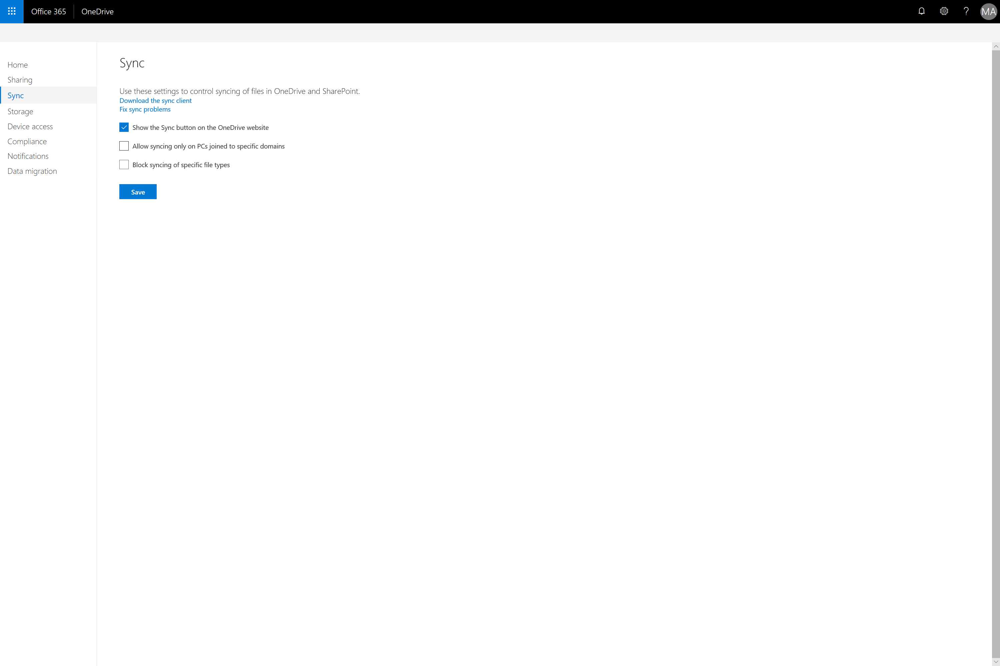 Office 365
OneDrive
MA
Home
Sharing
Sync
Storage
Device access
Compliance
Notifications
Data migration
Sync
Use these settings to control syncing of files in OneDrive and SharePoint.
Download the sync client
Fix sync problems
Show the Sync button on the OneDrive website
Allow syncing only on PCs joined to specific domains
Block syncing of specific file types
Save